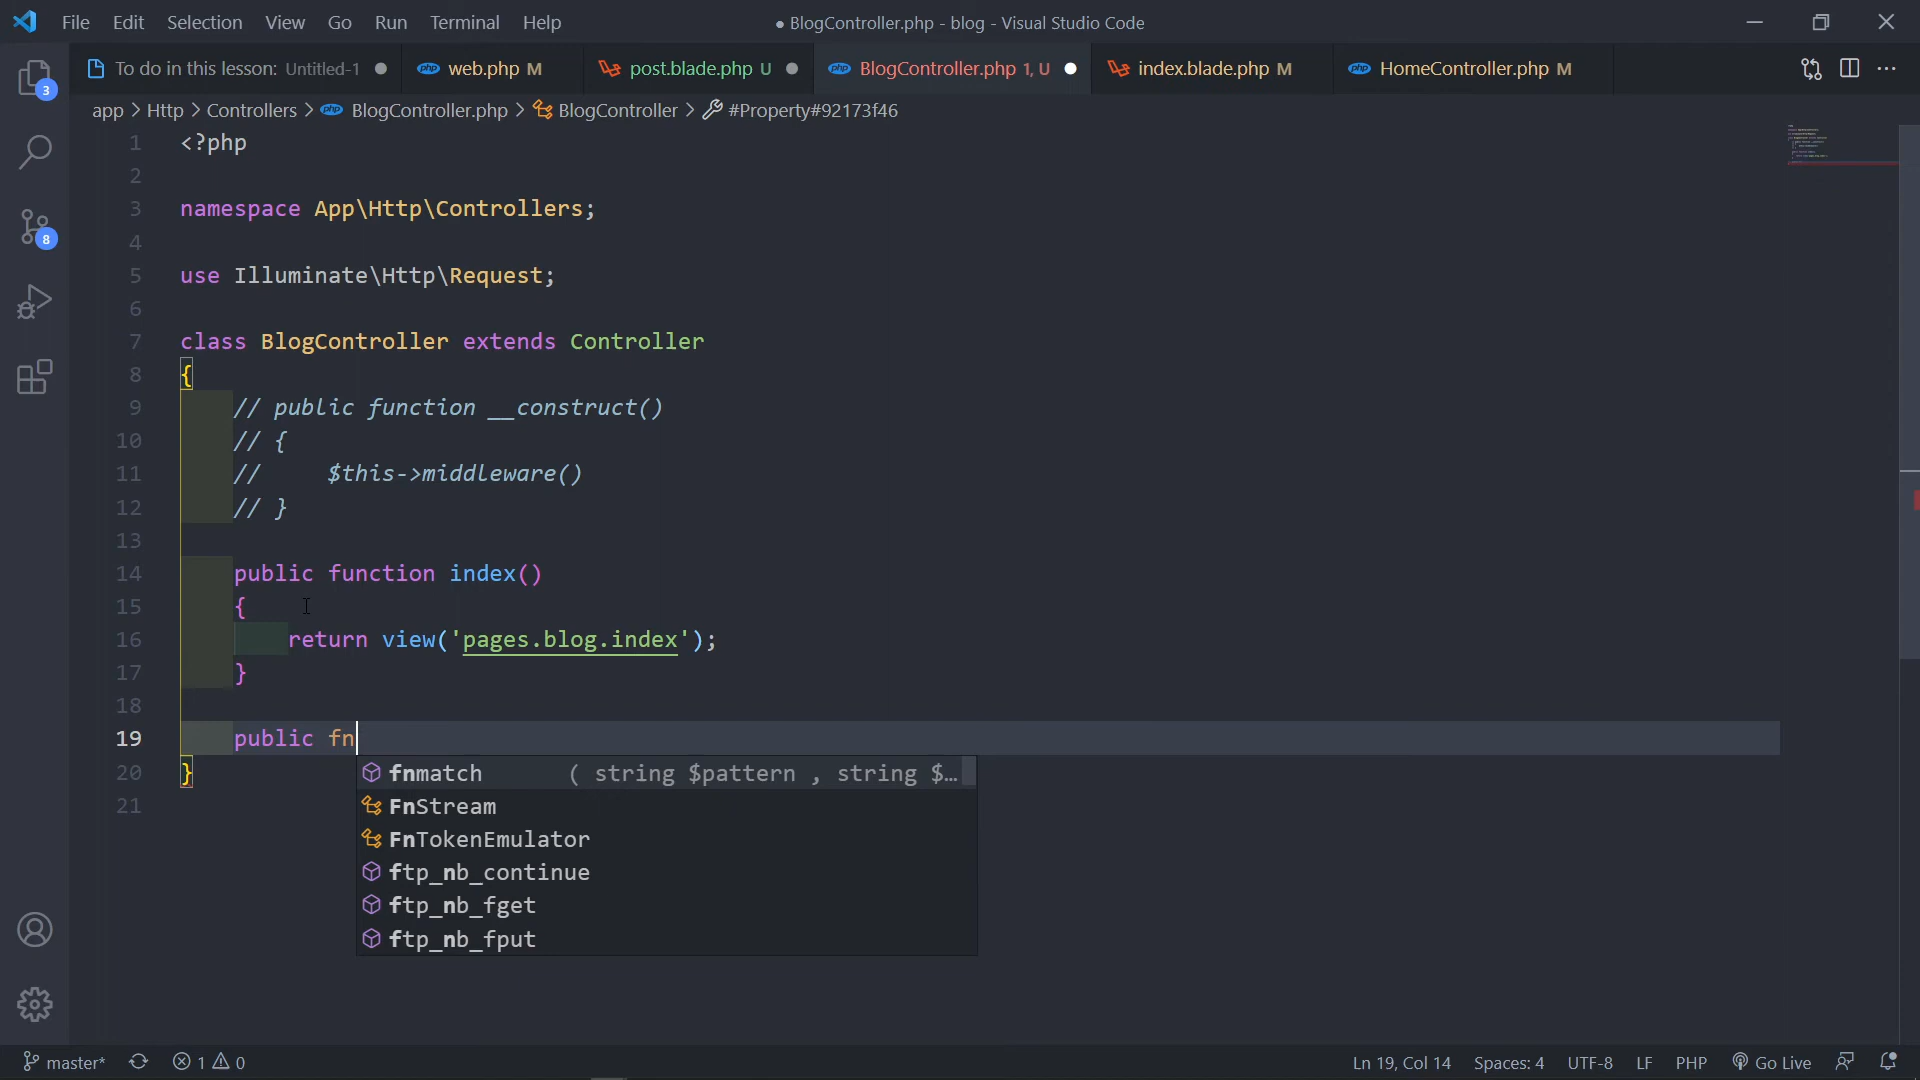 File Edit Selection View Go Run Terminal Help
● BlogController.php - blog - Visual Studio Code
To do in this lesson: Untitled-1
web.php M
post.blade.php U
BlogController.php 1, U
index.blade.php M
HomeController.php M
app > Http > Controllers > BlogController.php > BlogController > #Property#92173f46
1 <?php
2
3 namespace App\Http\Controllers;
4
5 use Illuminate\Http\Request;
6
7 class BlogController extends Controller
8 {
9 // public function __construct()
10 // {
11 // $this->middleware()
12 // }
13
14 public function index()
15 {
16 return view('pages.blog.index');
17 }
18
19 public fn
20 }
21
fnmatch ( string $pattern , string $…
FnStream
FnTokenEmulator
ftp_nb_continue
ftp_nb_fget
ftp_nb_fput
3
8
master* 1 0
Ln 19, Col 14 Spaces: 4 UTF-8 LF PHP Go Live